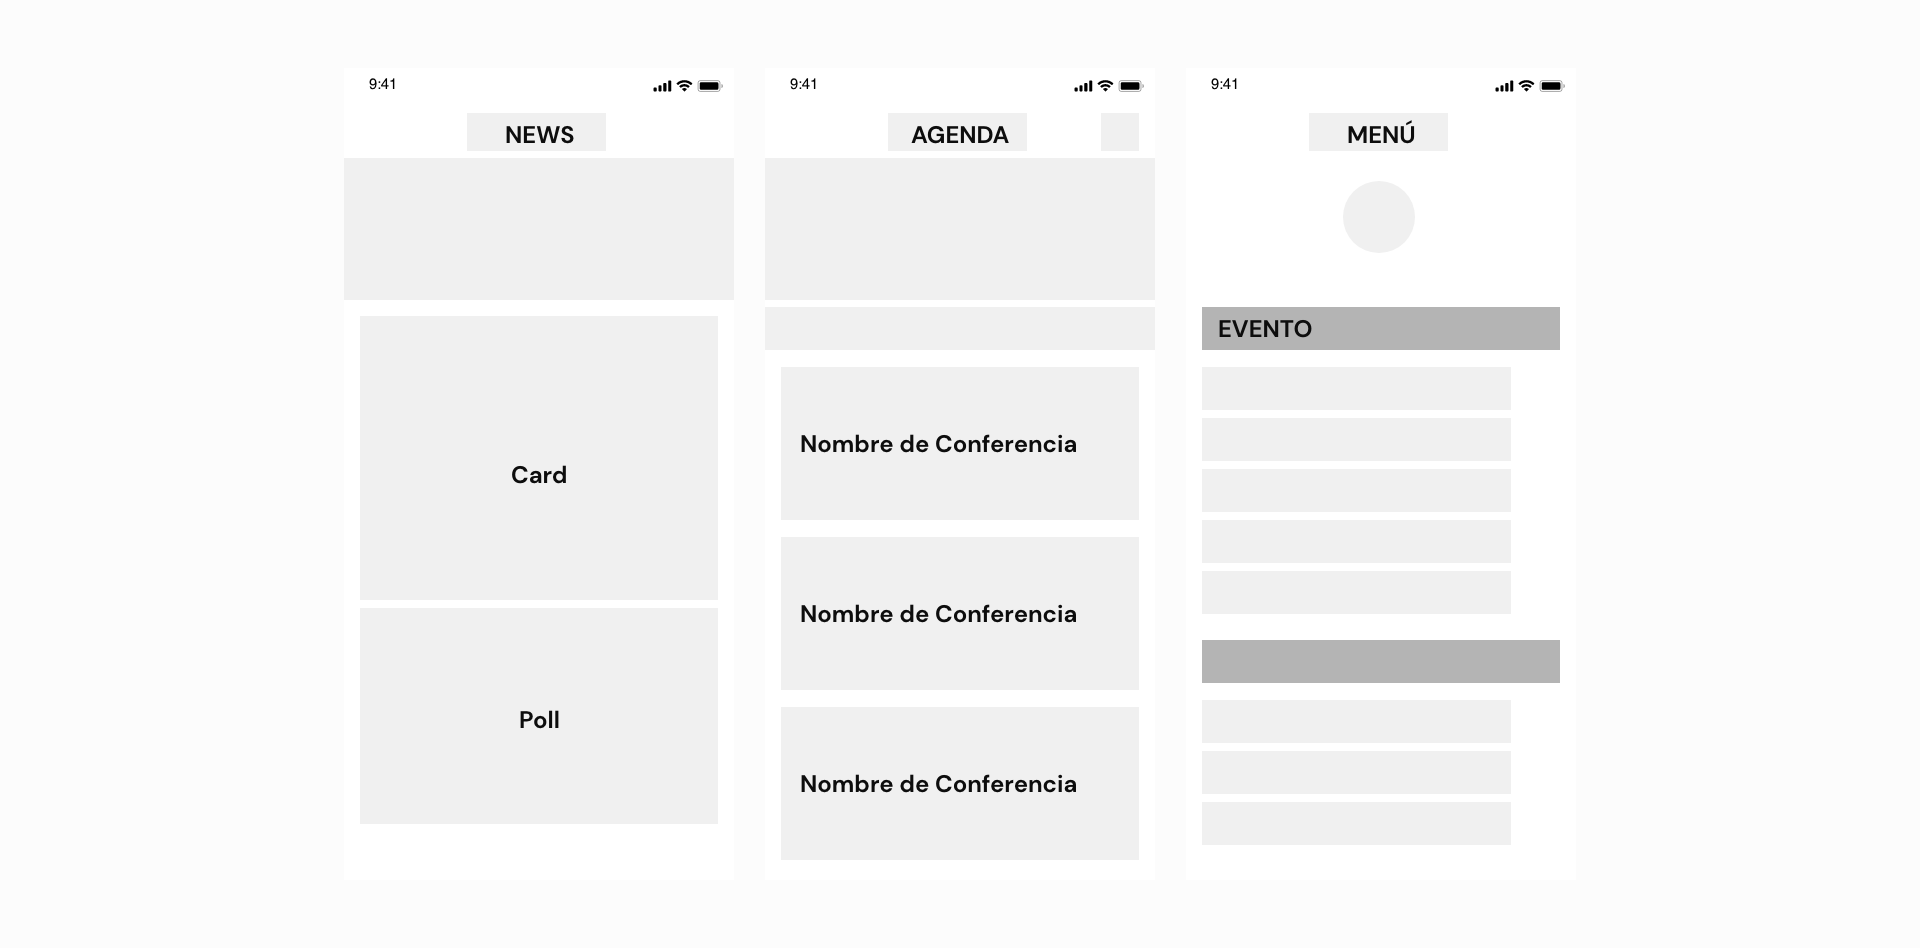 9:41
NEWS
Card
Poll
9:41
AGENDA
Nombre de Conferencia
Nombre de Conferencia
Nombre de Conferencia
9:41
MENÚ
EVENTO